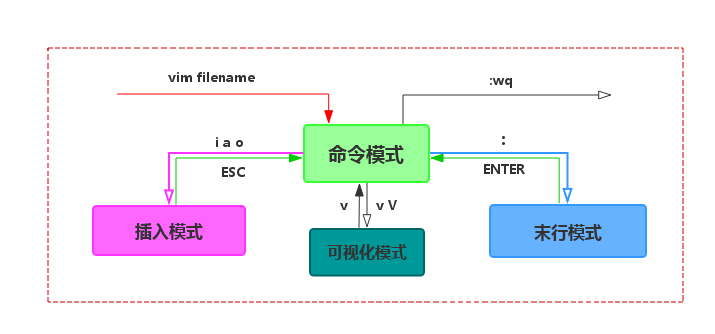 vim filename
:wq
i a o
:
命令模式
ESC
ENTER
v
v V
插入模式
末行模式
可视化模式